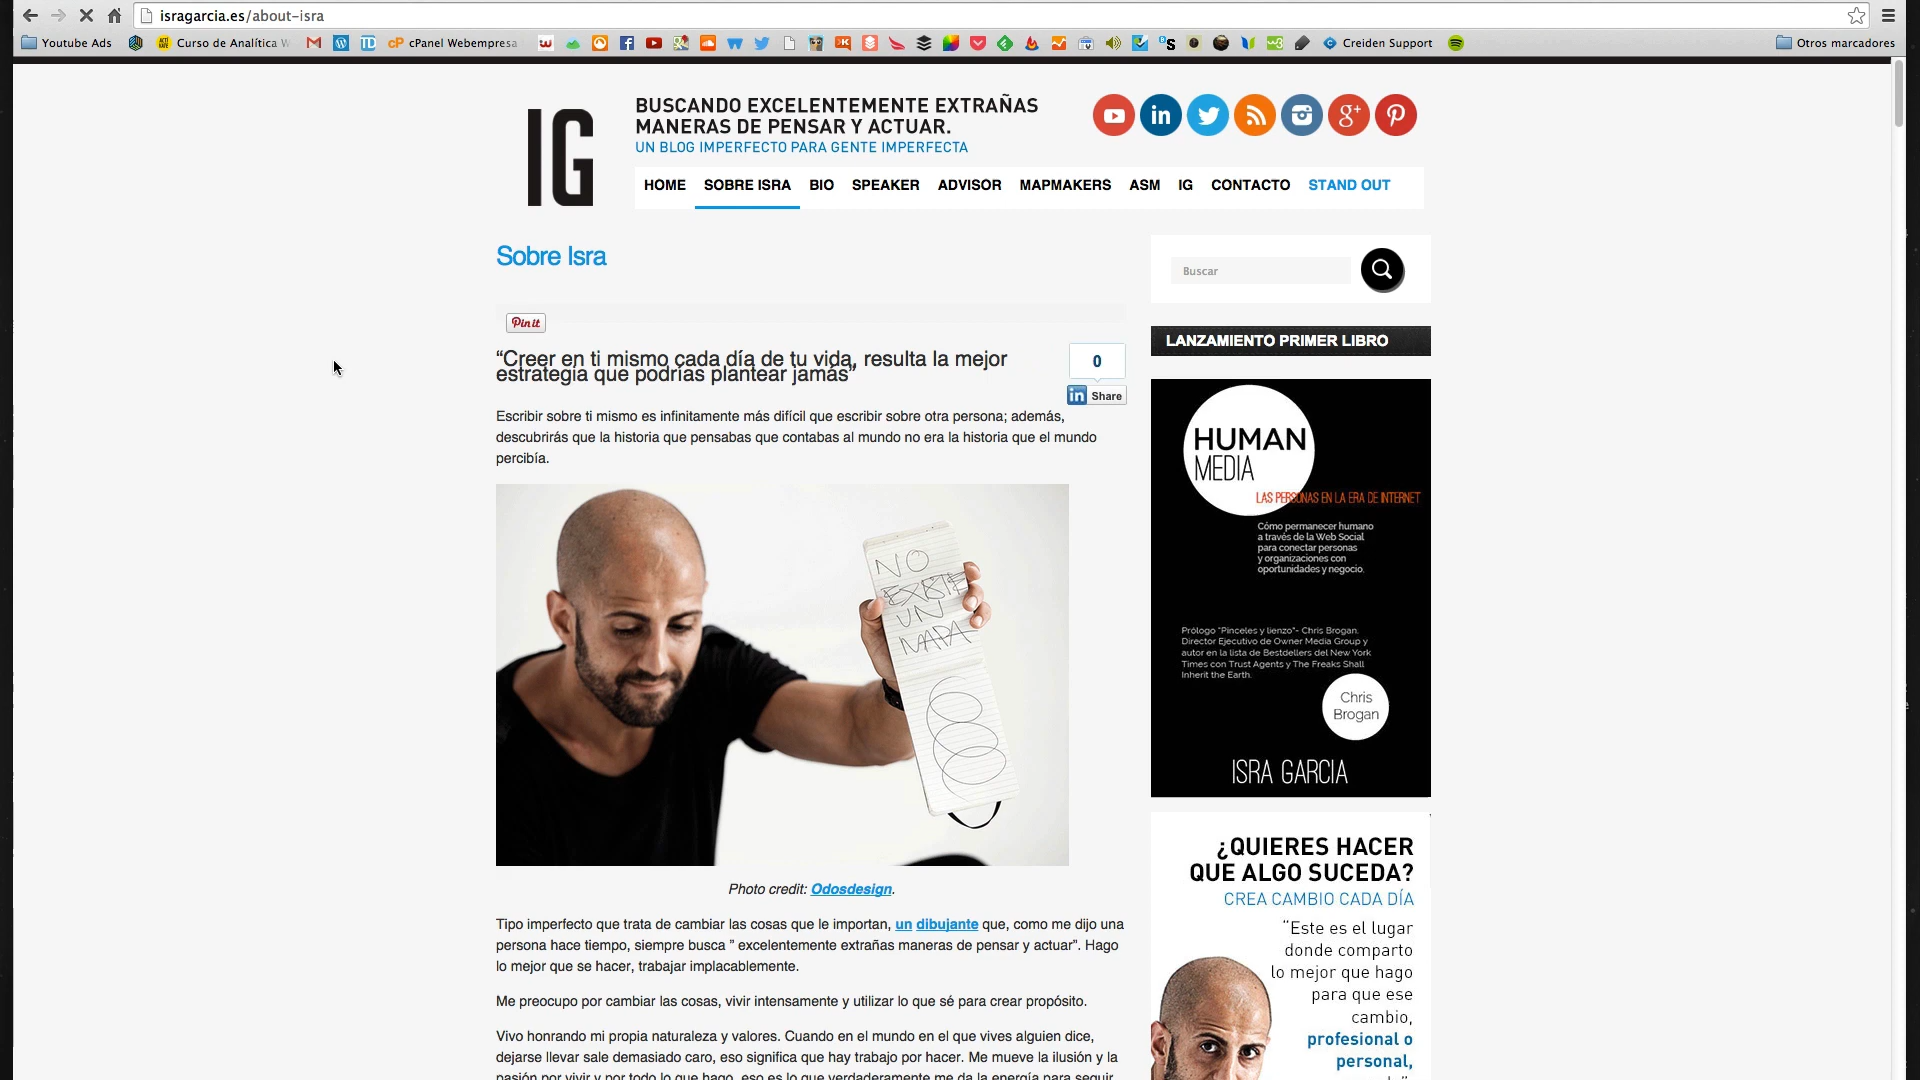 isragarcia.es/about-isra
Youtube Ads
Curso de Analítica W
cPanel Webempresa
Creiden Support
Otros marcadores
IG
BUSCANDO EXCELENTEMENTE EXTRAÑAS
MANERAS DE PENSAR Y ACTUAR.
UN BLOG IMPERFECTO PARA GENTE IMPERFECTA
HOME SOBRE ISRA BIO SPEAKER ADVISOR MAPMAKERS ASM IG CONTACTO STAND OUT
Sobre Isra
Buscar
Pin it
LANZAMIENTO PRIMER LIBRO
“Creer en ti mismo cada día de tu vida, resulta la mejor
estrategia que podrías plantear jamás”
0
Share
Escribir sobre ti mismo es infinitamente más difícil que escribir sobre otra persona; además,
descubrirás que la historia que pensabas que contabas al mundo no era la historia que el mundo
percibía.
NO
EXISTE
UN
MAPA
Photo credit: Odosdesign.
Tipo imperfecto que trata de cambiar las cosas que le importan, un dibujante que, como me dijo una
persona hace tiempo, siempre busca ” excelentemente extrañas maneras de pensar y actuar”. Hago
lo mejor que se hacer, trabajar implacablemente.
Me preocupo por cambiar las cosas, vivir intensamente y utilizar lo que sé para crear propósito.
Vivo honrando mi propia naturaleza y valores. Cuando en el mundo en el que vives alguien dice,
dejarse llevar sale demasiado caro, eso significa que hay trabajo por hacer. Me mueve la ilusión y la
pasión por vivir y por todo lo que hago, eso es lo que verdaderamente me da la energía para seguir
HUMAN
MEDIA
LAS PERSONAS EN LA ERA DE INTERNET
Cómo permanecer humano
a través de la Web Social
para conectar personas
y organizaciones con
oportunidades y negocio.
Prólogo "Pinceles y lienzo"- Chris Brogan.
Director Ejecutivo de Owner Media Group y
autor en la lista de Bestdellers del New York
Times con Trust Agents y The Freaks Shall
Inherit the Earth.
Chris
Brogan
ISRA GARCIA
¿QUIERES HACER
QUE ALGO SUCEDA?
CREA CAMBIO CADA DÍA
“Este es el lugar
donde comparto
lo mejor que hago
para que ese
cambio,
profesional o
personal,